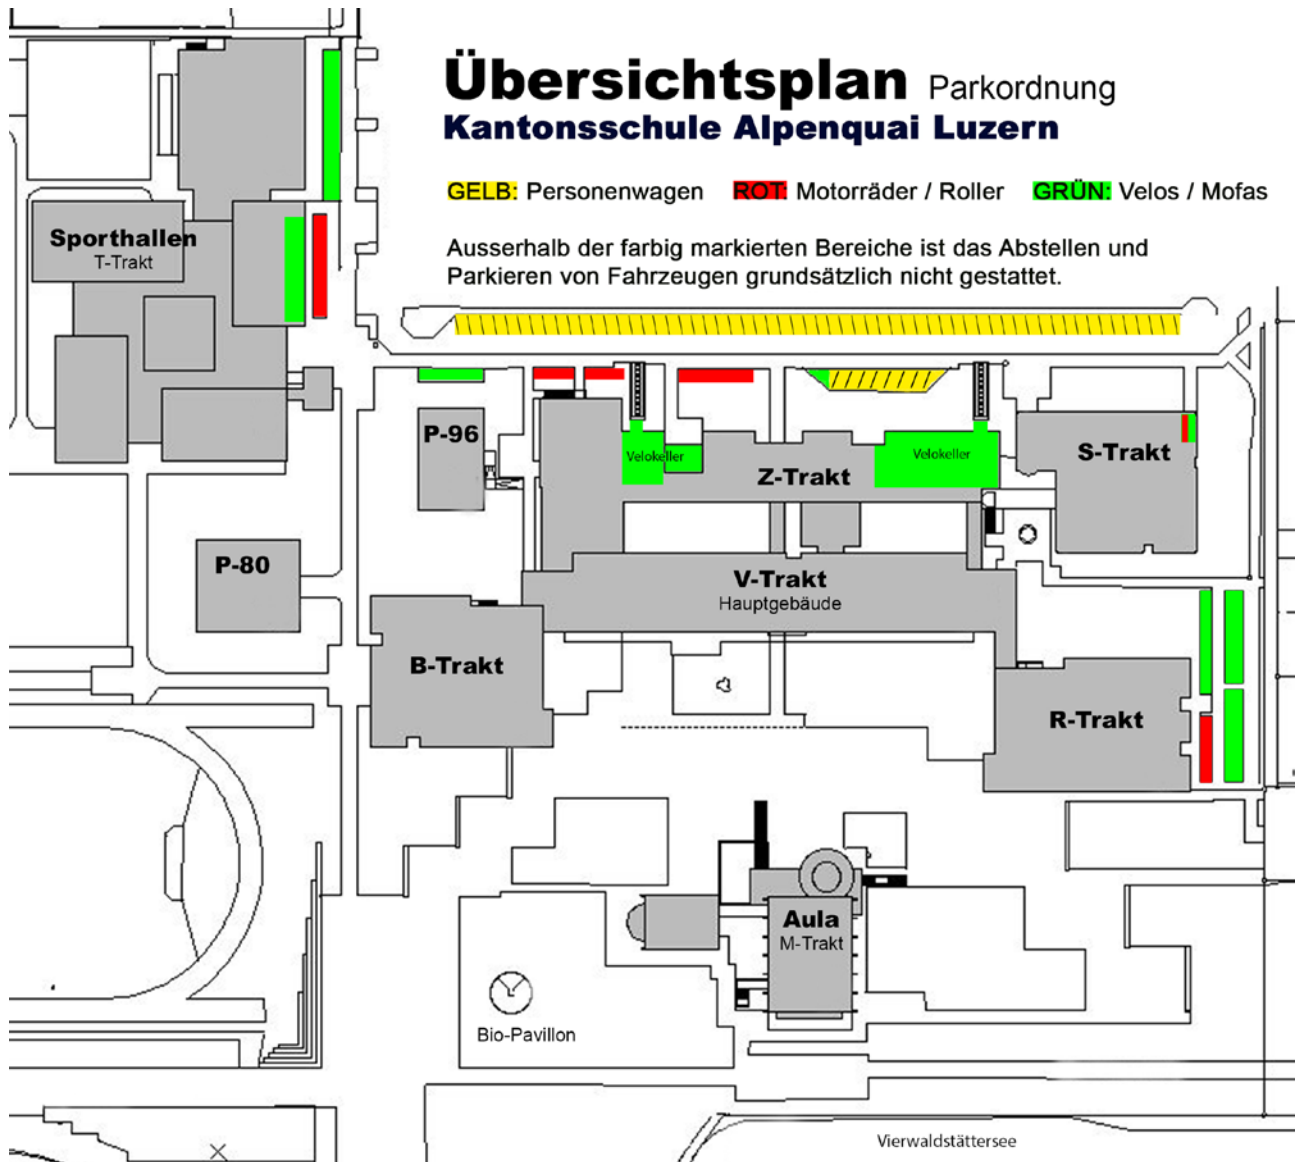 Übersichtsplan Parkordnung
Kantonsschule Alpenquai Luzern
GELB: Personenwagen ROT: Motorräder / Roller GRÜN: Velos / Mofas
Ausserhalb der farbig markierten Bereiche ist das Abstellen und
Parkieren von Fahrzeugen grundsätzlich nicht gestattet.
Sporthallen
T-Trakt
P-96
Velokeller
Velokeller
S-Trakt
Z-Trakt
P-80
V-Trakt
Hauptgebäude
B-Trakt
R-Trakt
Aula
M-Trakt
Bio-Pavillon
Vierwaldstättersee